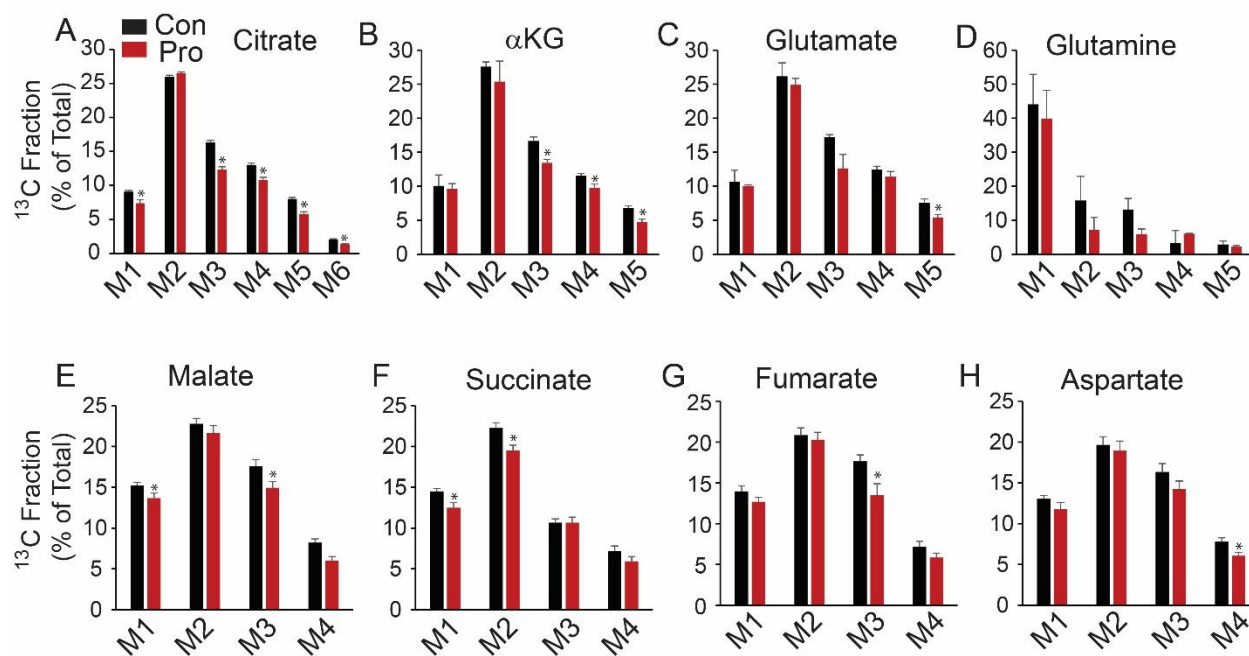 A
Con
Pro
Citrate
13C Fraction
(% of Total)
30
25
20
15
10
5
0
*
*
*
*
*
M1
M2
M3
M4
M5
M6
B
αKG
30
25
20
15
10
5
0
*
*
*
M1
M2
M3
M4
M5
C
Glutamate
30
25
20
15
10
5
0
*
M1
M2
M3
M4
M5
D
Glutamine
60
50
40
30
20
10
0
M1
M2
M3
M4
M5
E
Malate
13C Fraction
(% of Total)
25
20
15
10
5
0
*
*
M1
M2
M3
M4
F
Succinate
25
20
15
10
5
0
*
*
M1
M2
M3
M4
G
Fumarate
25
20
15
10
5
0
*
M1
M2
M3
M4
H
Aspartate
25
20
15
10
5
0
*
M1
M2
M3
M4